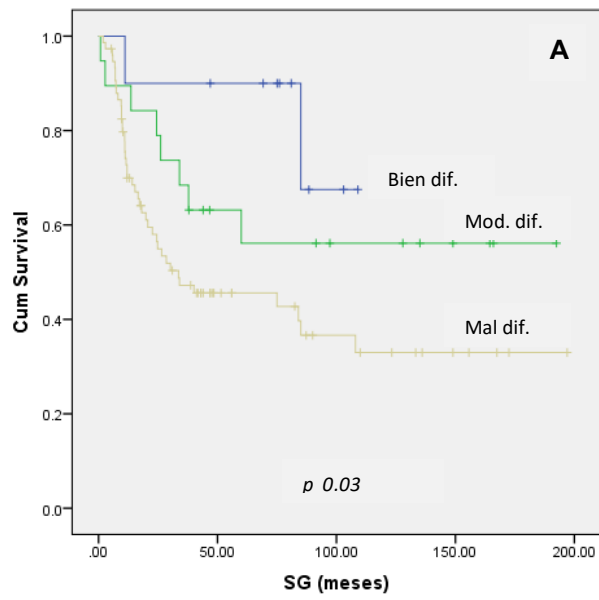 A
1.0
0.8
0.6
0.4
0.2
0.0
Cum Survival
Bien dif.
Mod. dif.
Mal dif.
p 0.03
.00 50.00 100.00 150.00 200.00
SG (meses)